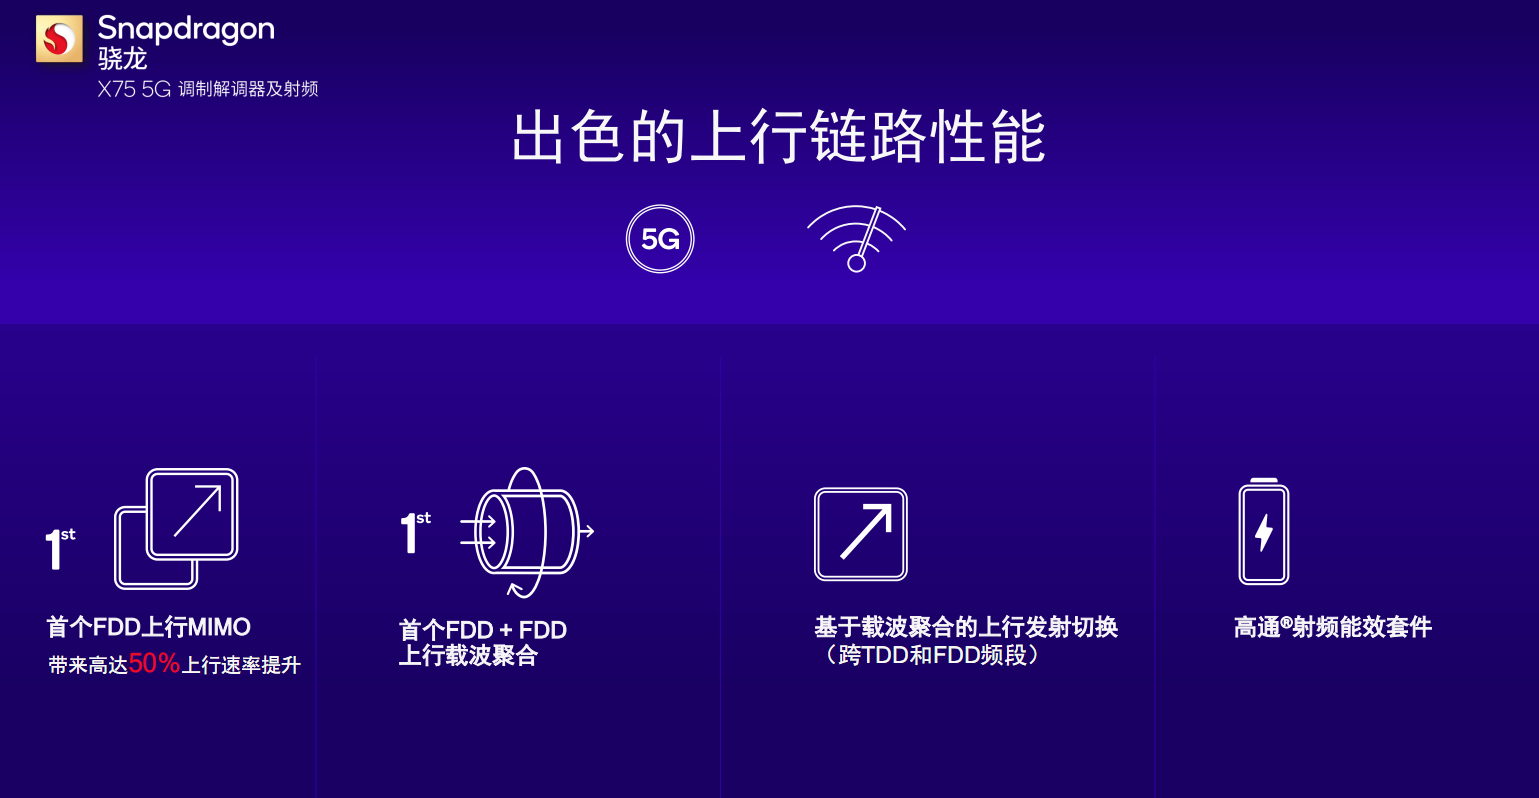 Snapdragon
骁龙
X75 5G 调制解调器及射频
出色的上行链路性能
5G
1st
首个FDD上行MIMO
带来高达50%上行速率提升
1st
首个FDD + FDD
上行载波聚合
基于载波聚合的上行发射切换
（跨TDD和FDD频段）
高通®射频能效套件